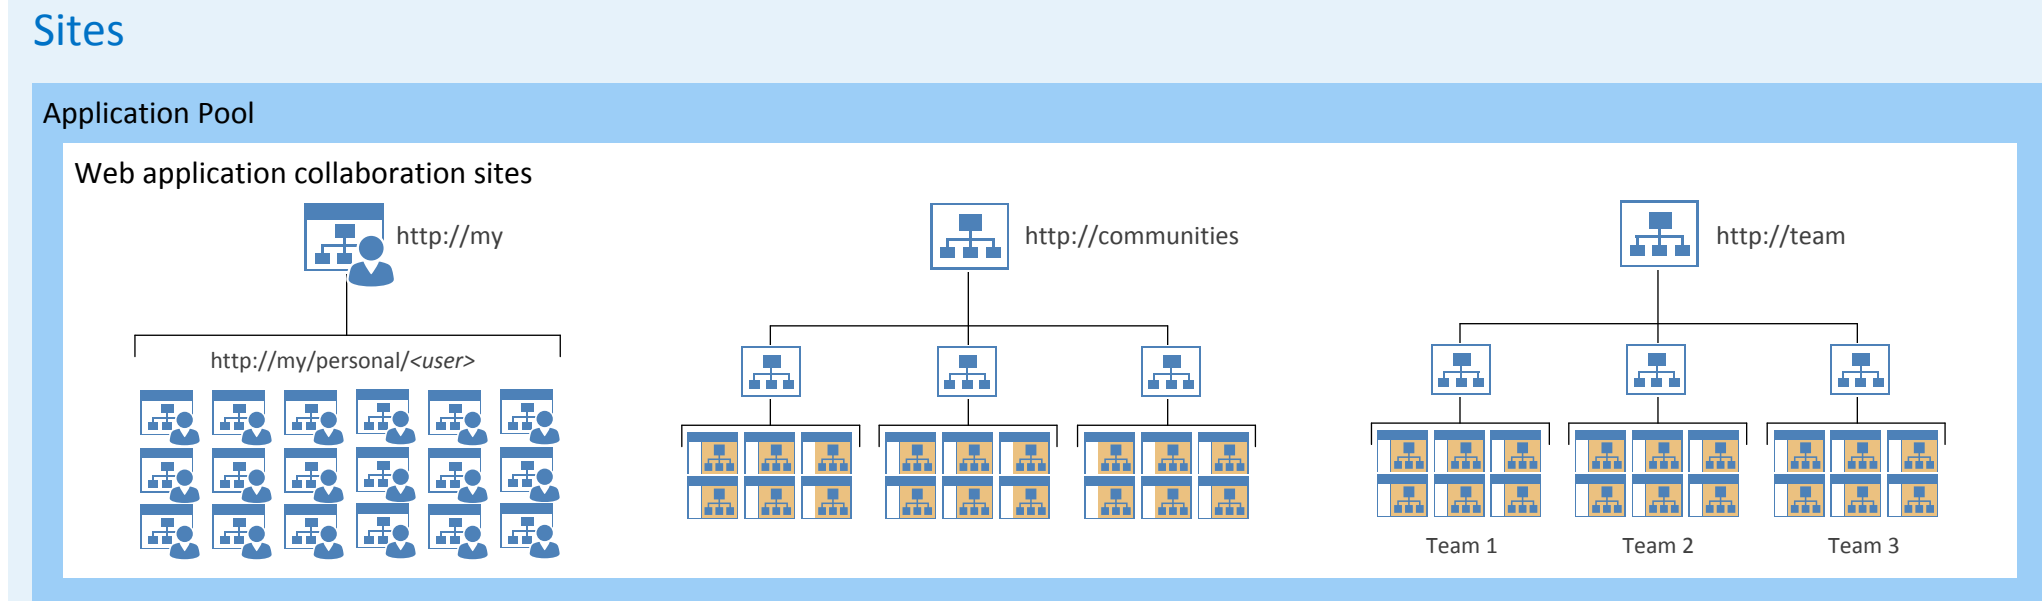 Sites
Application Pool
Web application collaboration sites
http://my
http://communities
http://team
http://my/personal/<user>
Team 1
Team 2
Team 3